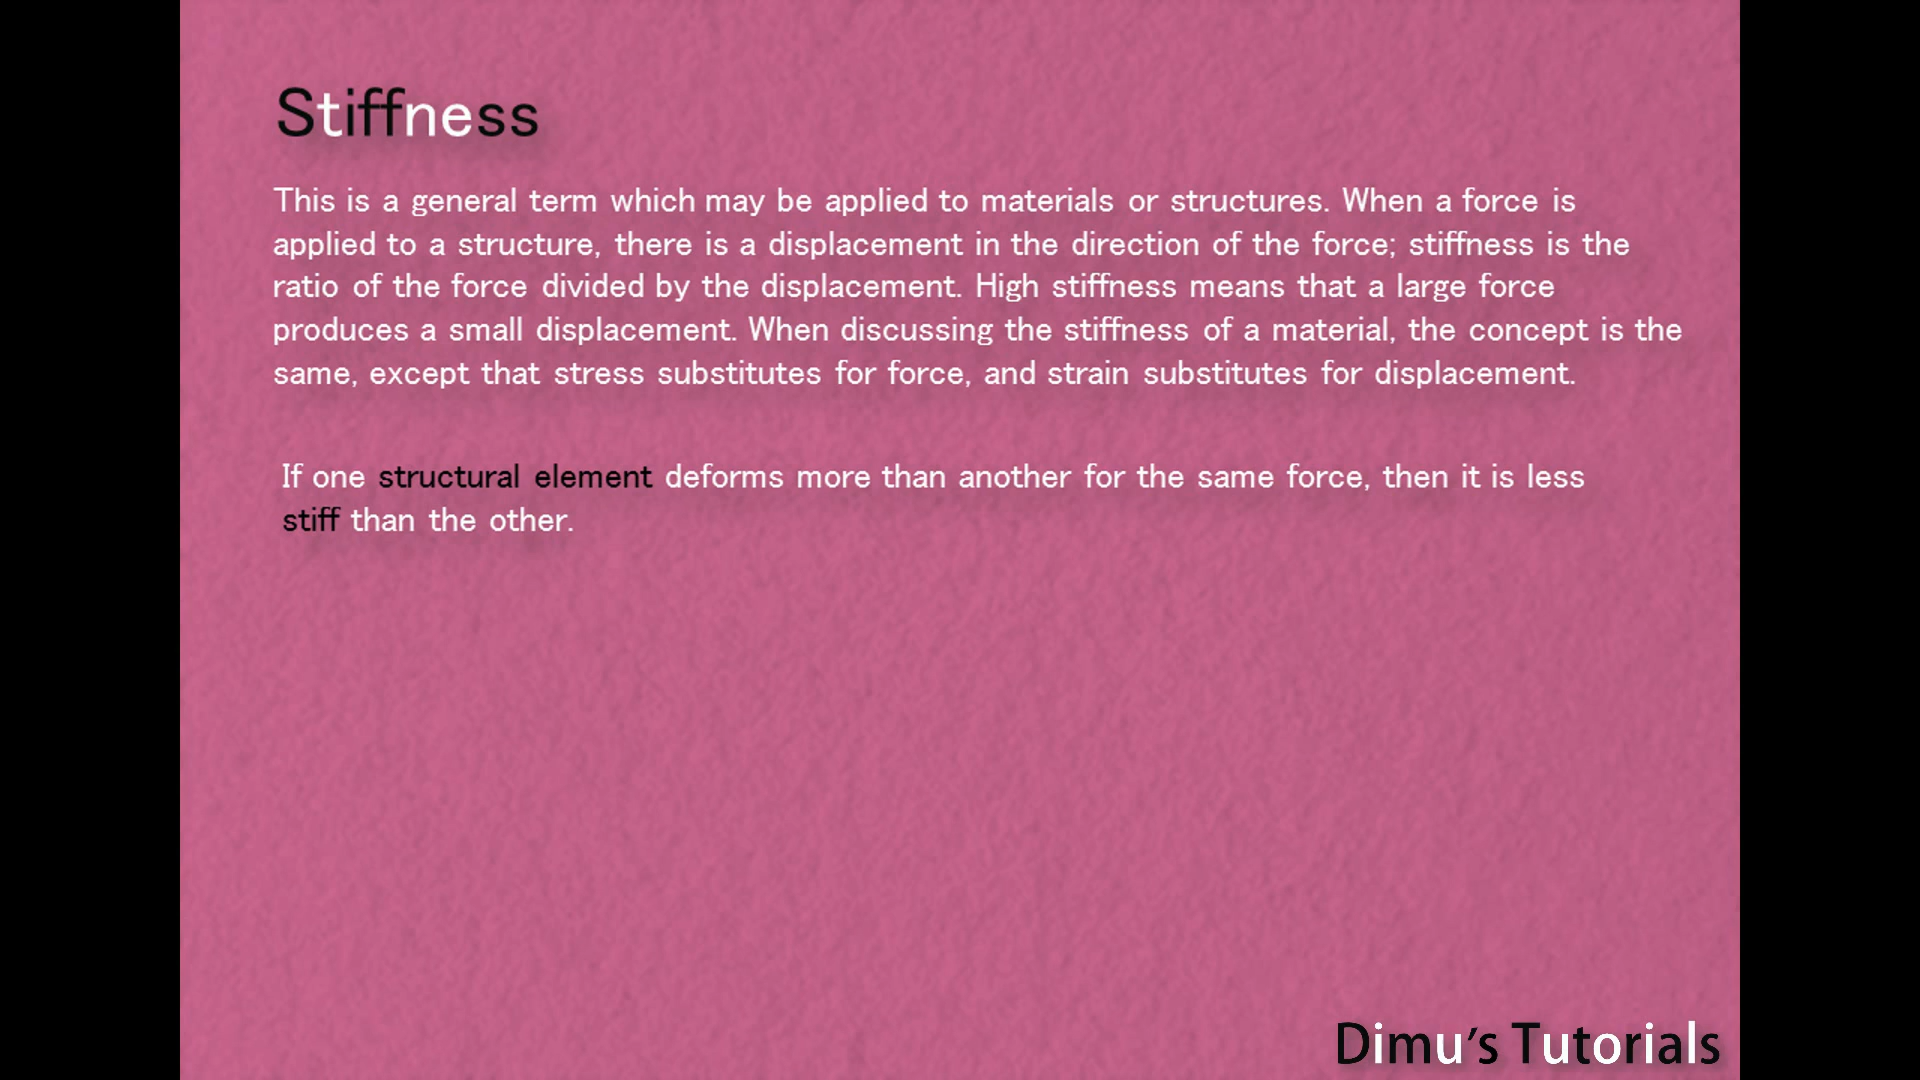 Stiffness
This is a general term which may be applied to materials or structures. When a force is
applied to a structure, there is a displacement in the direction of the force; stiffness is the
ratio of the force divided by the displacement. High stiffness means that a large force
produces a small displacement. When discussing the stiffness of a material, the concept is the
same, except that stress substitutes for force, and strain substitutes for displacement.
If one structural element deforms more than another for the same force, then it is less
stiff than the other.
Dimu's Tutorials